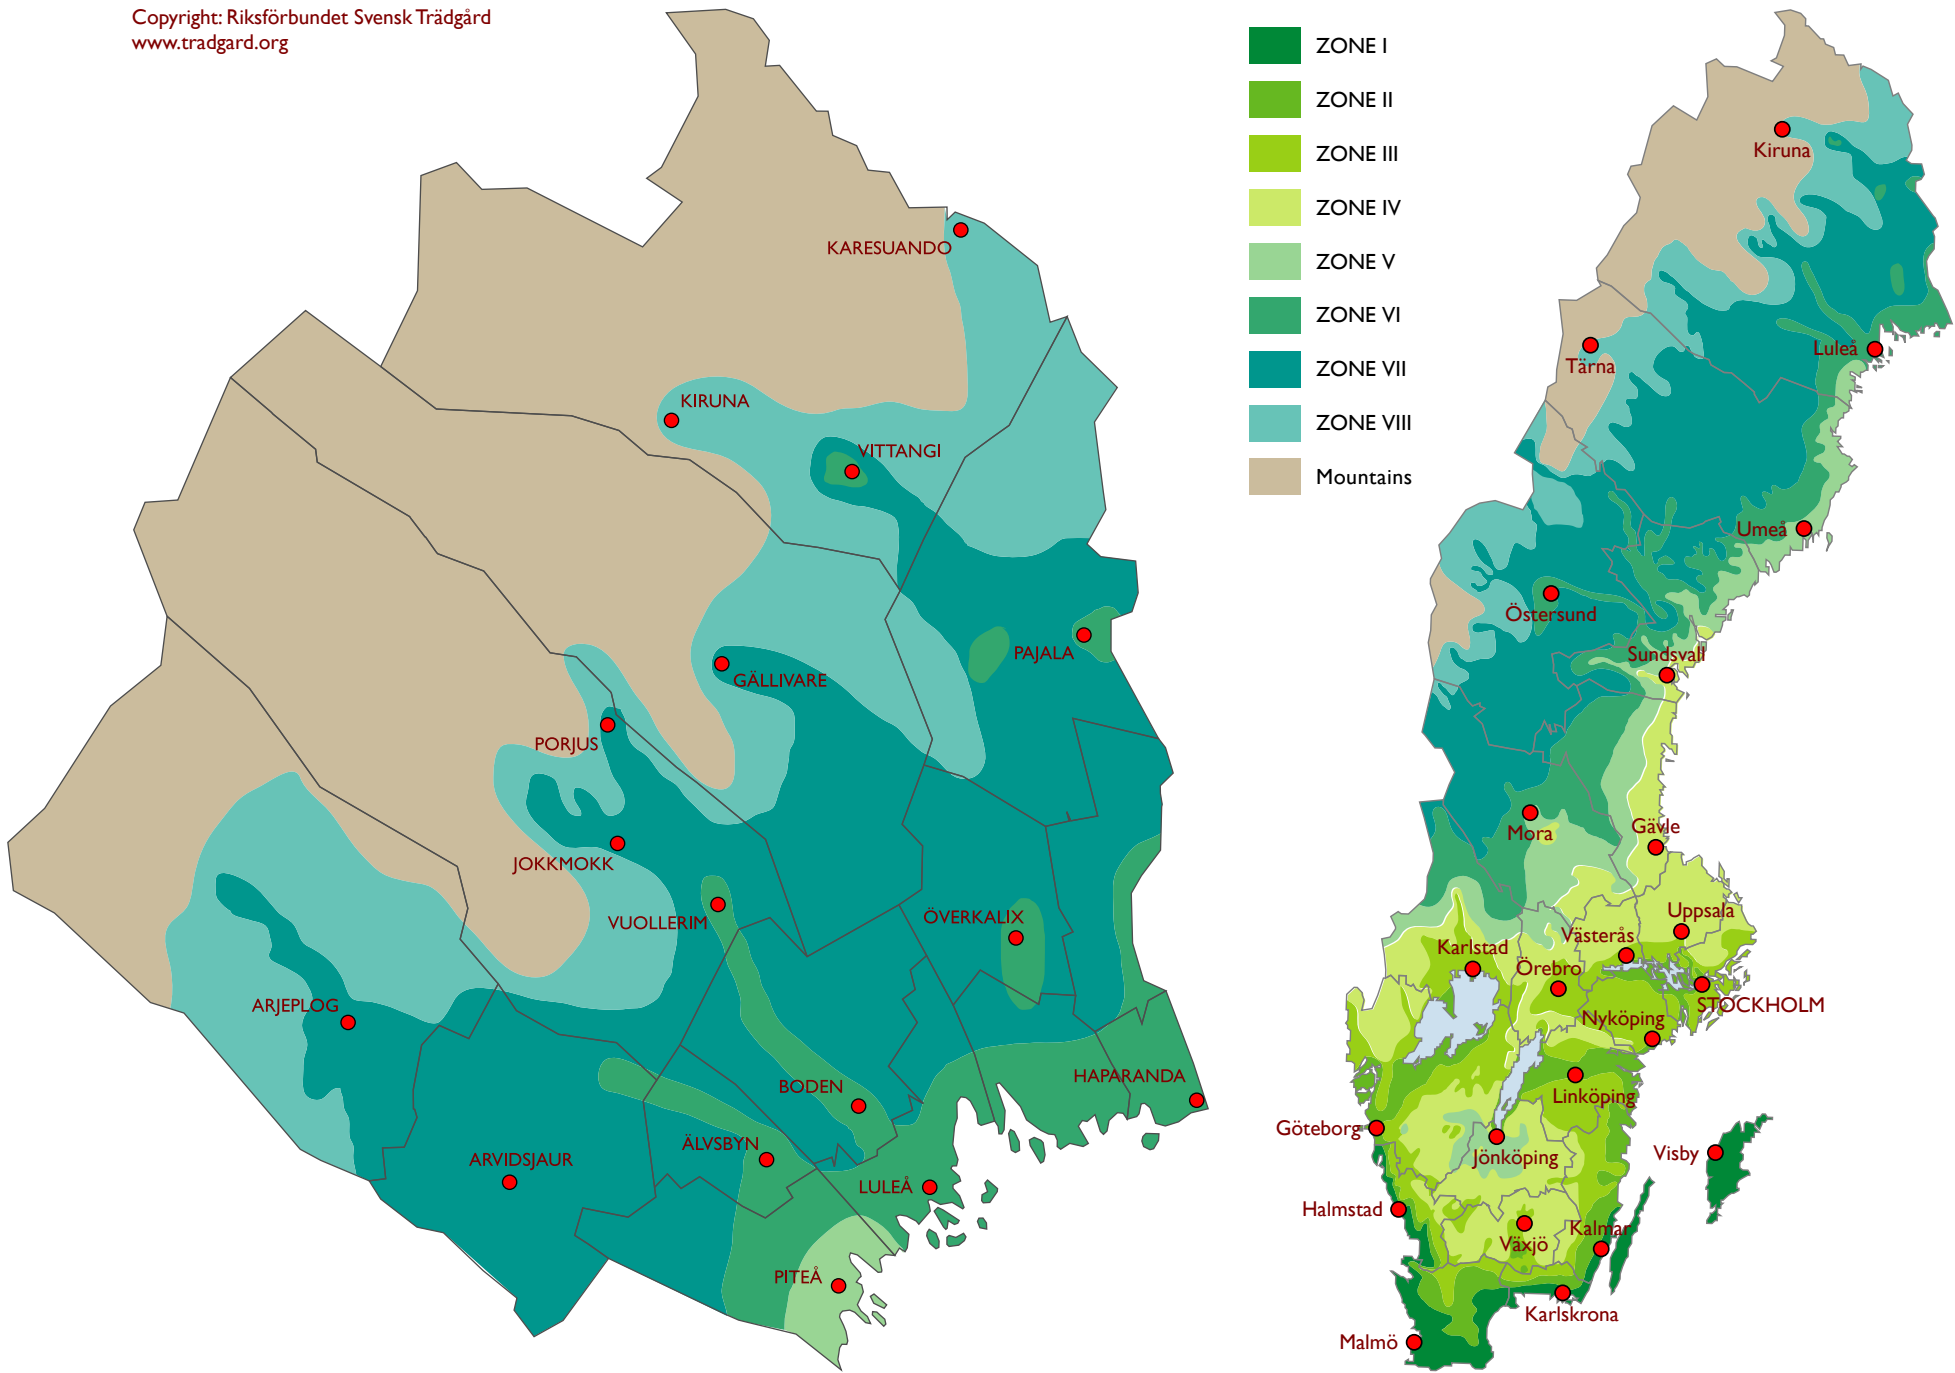 Copyright: Riksförbundet Svensk Trädgård
www.tradgard.org
KARESUANDO
KIRUNA
VITTANGI
PAJALA
GÄLLIVARE
PORJUS
JOKKMOKK
VUOLLERIM
ÖVERKALIX
ARJEPLOG
HAPARANDA
BODEN
ÄLVSBYN
ARVIDSJAUR
LULEÅ
PITEÅ
ZONE I
ZONE II
ZONE III
ZONE IV
ZONE V
ZONE VI
ZONE VII
ZONE VIII
Mountains
Kiruna
Luleå
Tärna
Umeå
Östersund
Sundsvall
Gävle
Mora
Uppsala
Västerås
Karlstad
Örebro
STOCKHOLM
Nyköping
Linköping
Göteborg
Jönköping
Visby
Halmstad
Kalmar
Växjö
Karlskrona
Malmö